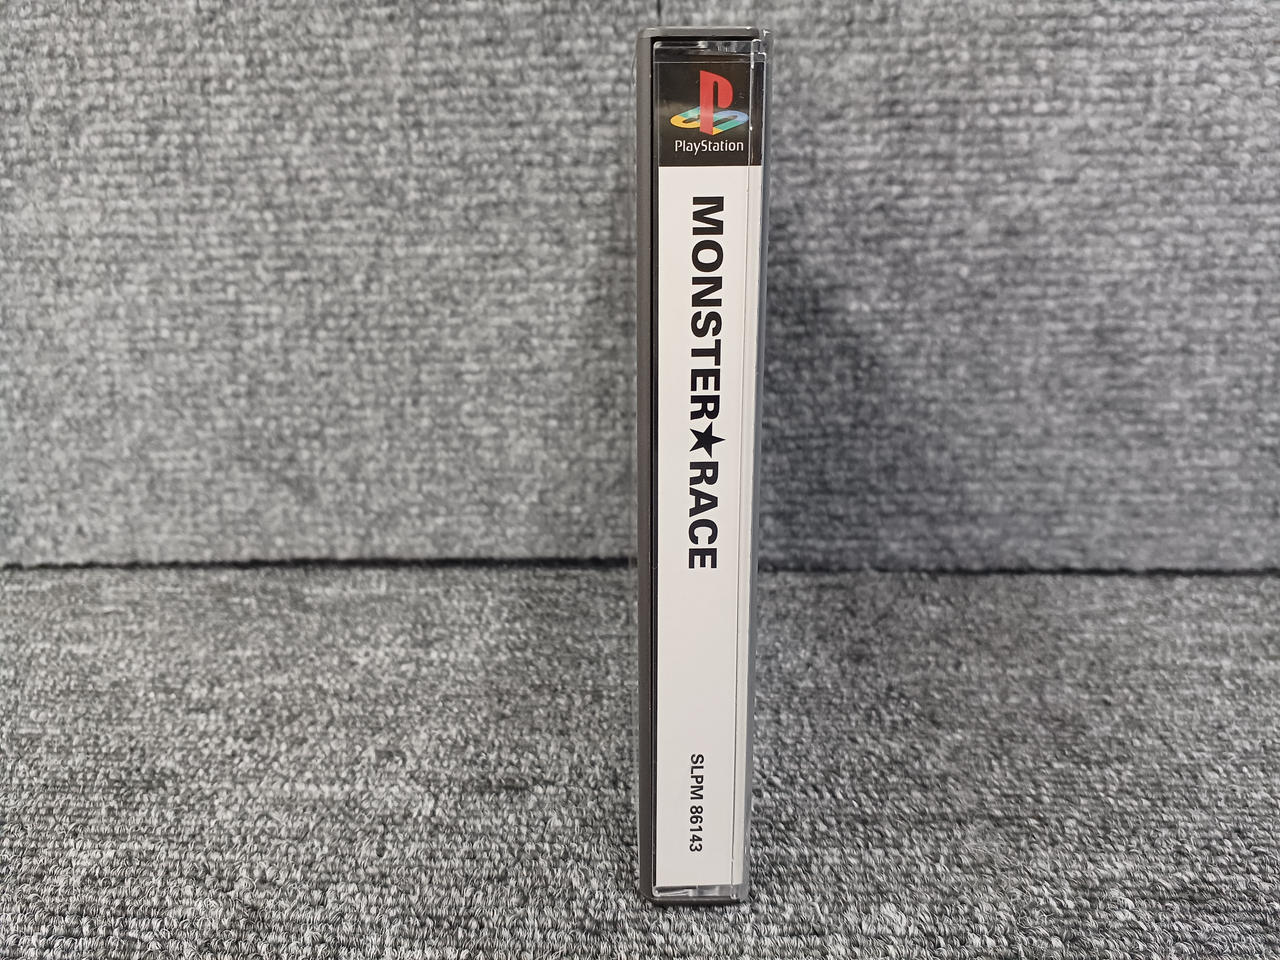 PlayStation
MONSTER★RACE
SLPM 86143